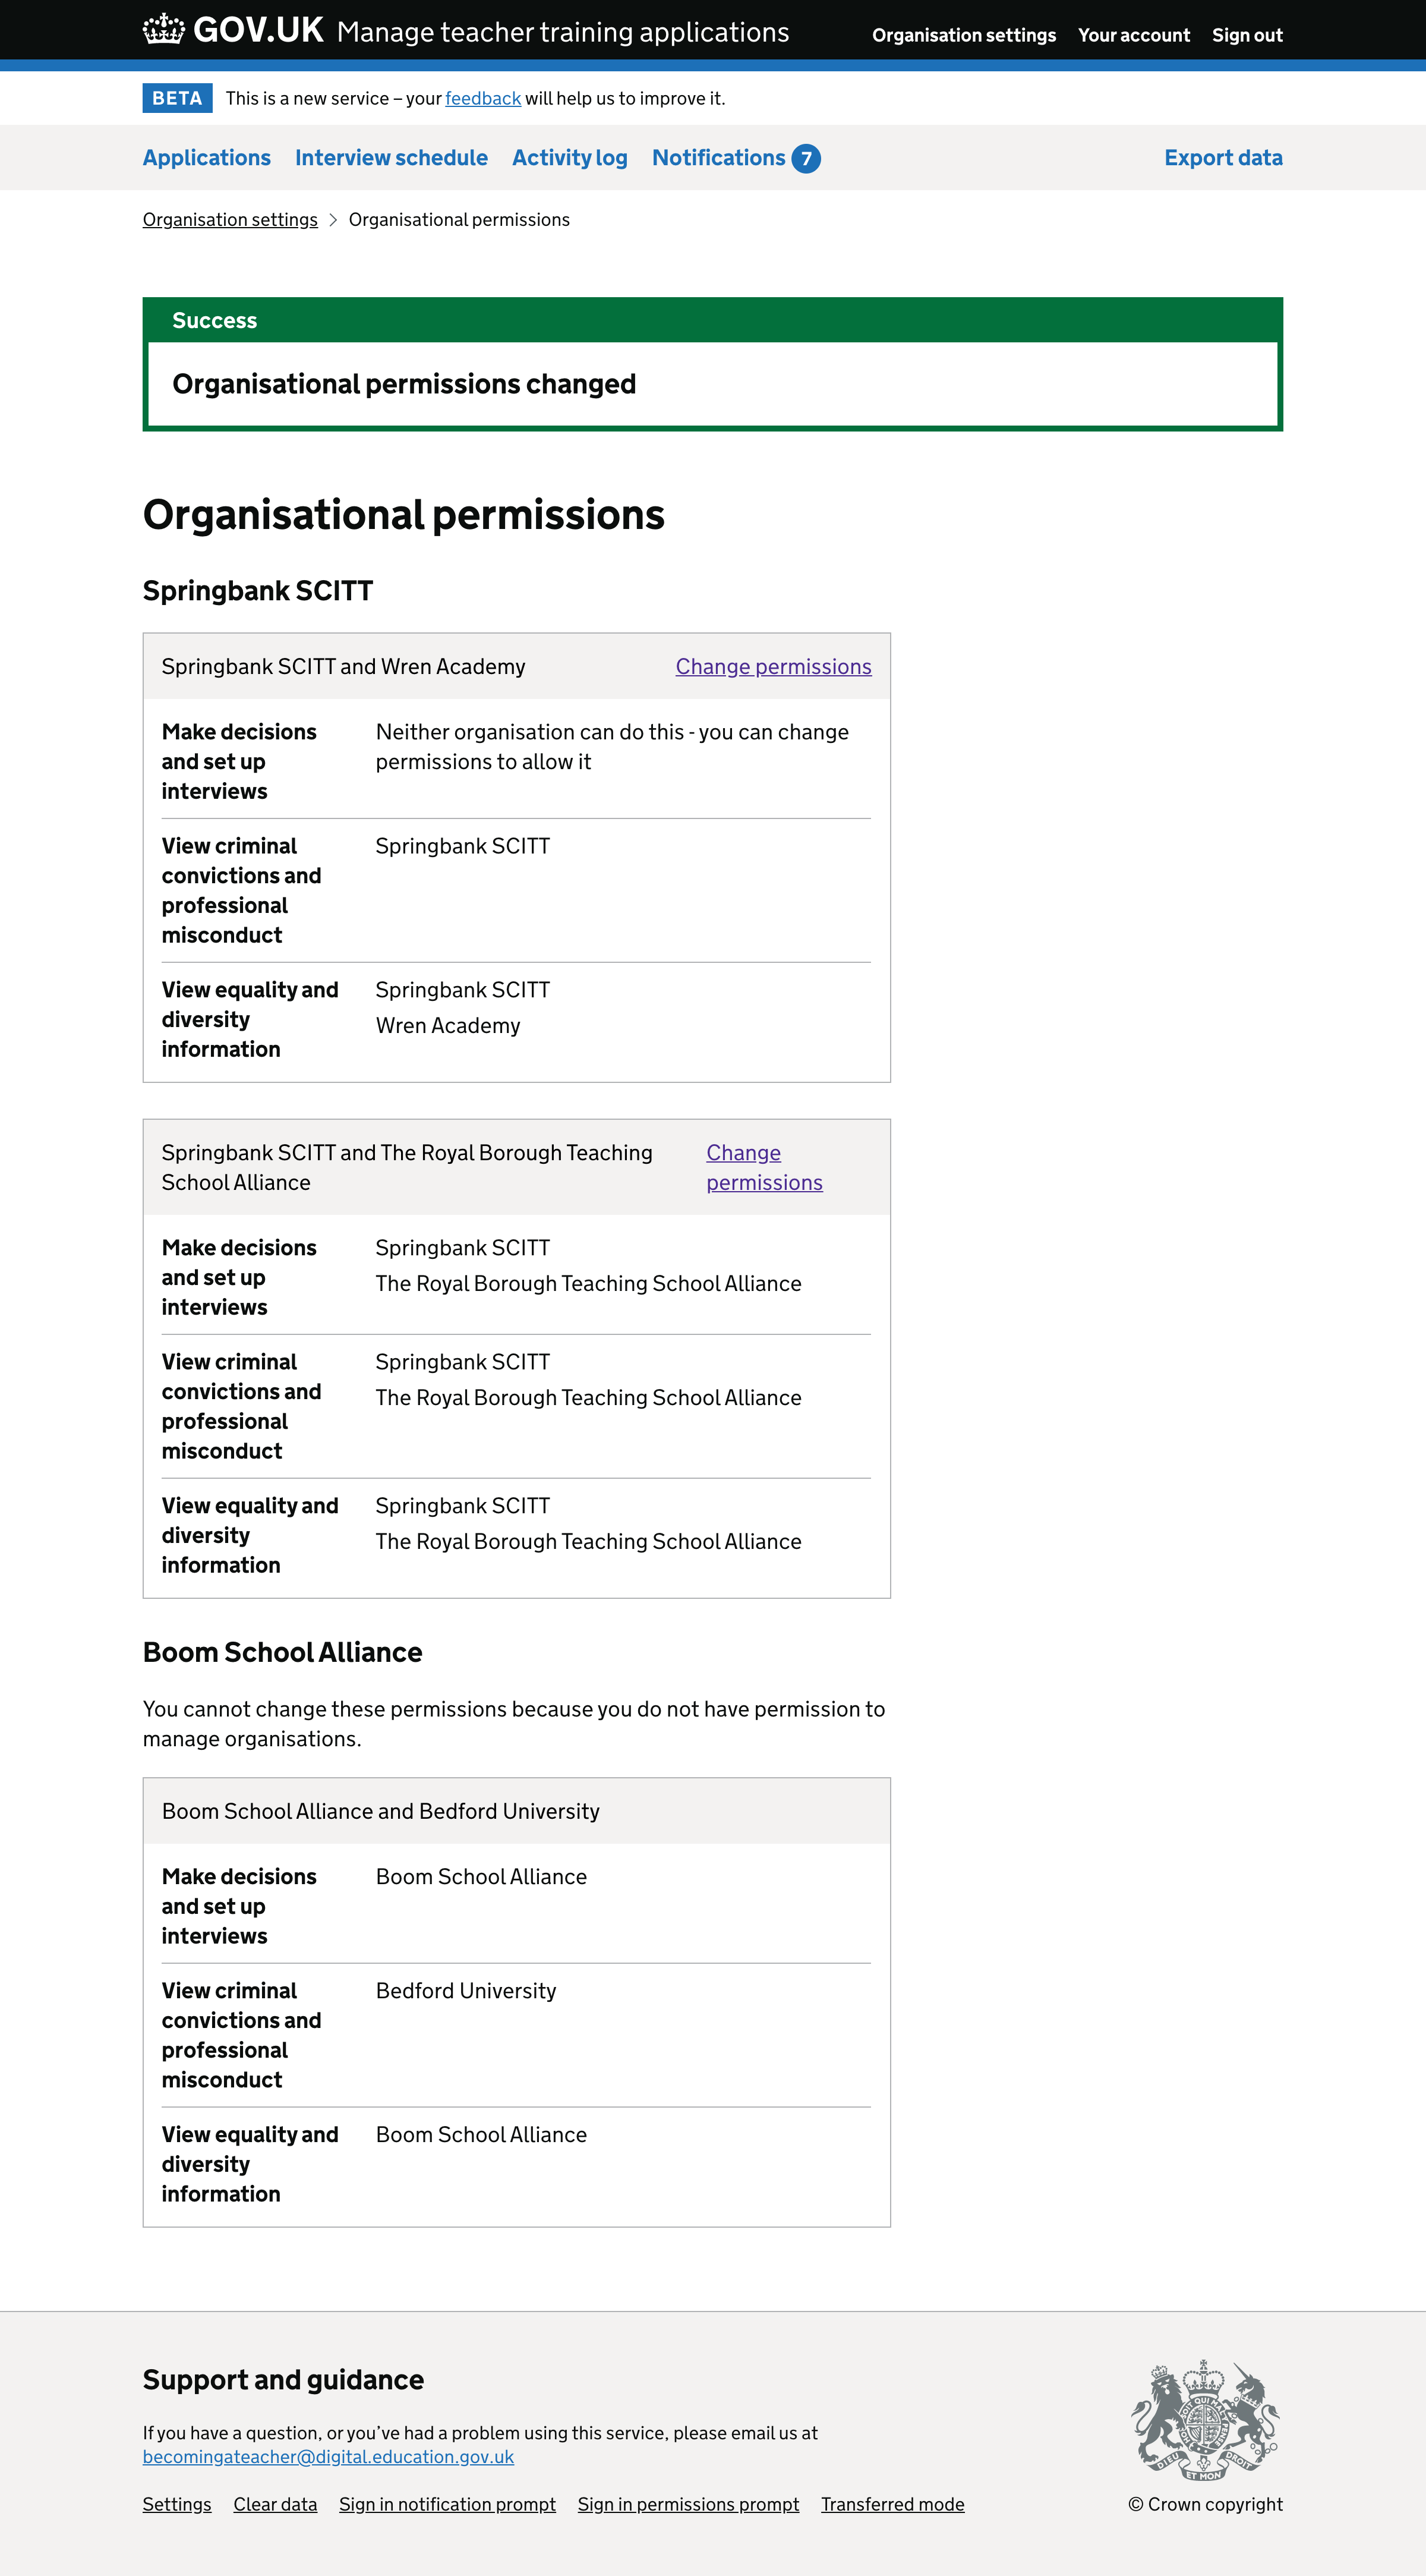 GOV.UK Manage teacher training applications Organisation settings Your account Sign out
BETA This is a new service – your feedback will help us to improve it.
Applications Interview schedule Activity log Notifications 7 Export data
Organisation settings Organisational permissions
Success
Organisational permissions changed
Organisational permissions
Springbank SCITT
Springbank SCITT and Wren Academy Change permissions
Make decisions
and set up
interviews
Neither organisation can do this - you can change
permissions to allow it
View criminal
convictions and
professional
misconduct
Springbank SCITT
View equality and
diversity
information
Springbank SCITT
Wren Academy
Springbank SCITT and The Royal Borough Teaching
School Alliance
Change
permissions
Make decisions
and set up
interviews
Springbank SCITT
The Royal Borough Teaching School Alliance
View criminal
convictions and
professional
misconduct
Springbank SCITT
The Royal Borough Teaching School Alliance
View equality and
diversity
information
Springbank SCITT
The Royal Borough Teaching School Alliance
Boom School Alliance
You cannot change these permissions because you do not have permission to
manage organisations.
Boom School Alliance and Bedford University
Make decisions
and set up
interviews
Boom School Alliance
View criminal
convictions and
professional
misconduct
Bedford University
View equality and
diversity
information
Boom School Alliance
Support and guidance
If you have a question, or you’ve had a problem using this service, please email us at
becomingateacher@digital.education.gov.uk
Settings Clear data Sign in notification prompt Sign in permissions prompt Transferred mode
DIEU ET MON DROIT
© Crown copyright